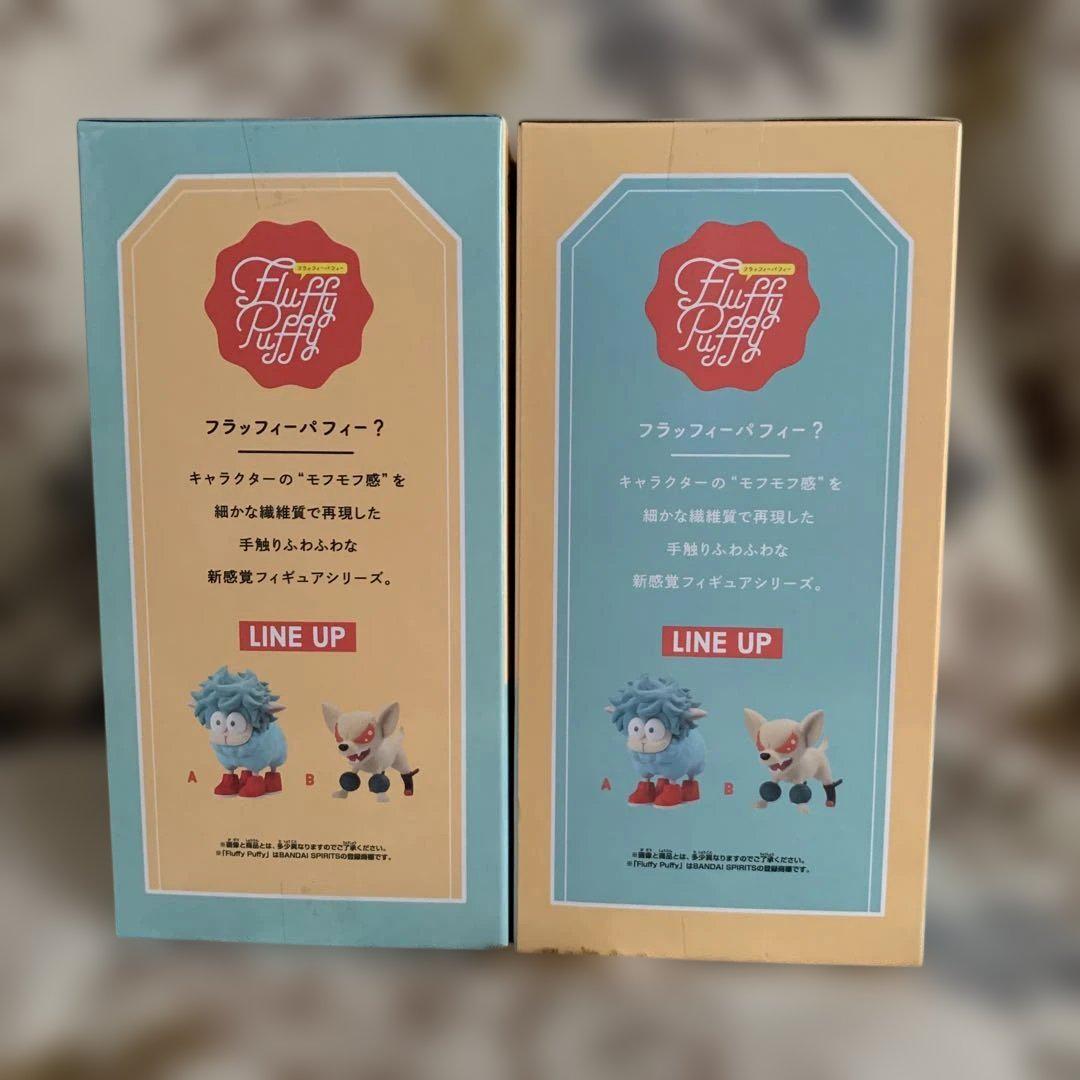 フラッフィーパフィー
Fluffy
Puffy
フラッフィーパフィー?
キャラクターの“モフモフ感”を
細かな繊維質で再現した
手触りふわふわな
新感覚フィギュアシリーズ。
LINE UP
A
B
※画像と商品とは、多少異なりますのでご了承ください。
※「Fluffy Puffy」はBANDAI SPIRITSの登録商標です。
フラッフィーパフィー
Fluffy
Puffy
フラッフィーパフィー?
キャラクターの“モフモフ感”を
細かな繊維質で再現した
手触りふわふわな
新感覚フィギュアシリーズ。
LINE UP
A
B
※画像と商品とは、多少異なりますのでご了承ください。
※「Fluffy Puffy」はBANDAI SPIRITSの登録商標です。